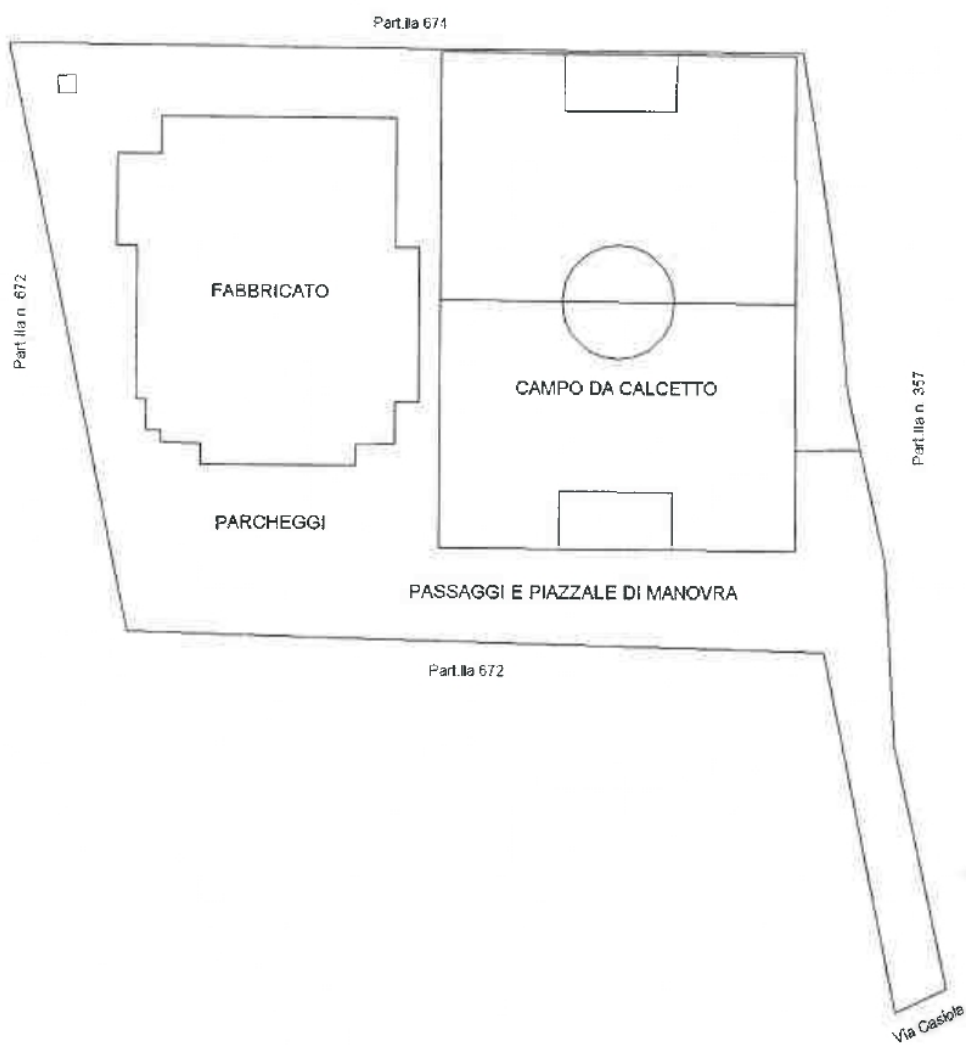 Part.lla 674
Part.lla n. 672
FABBRICATO
CAMPO DA CALCETTO
Part.lla n. 357
PARCHEGGI
PASSAGGI E PIAZZALE DI MANOVRA
Part.lla 672
Via Casiola